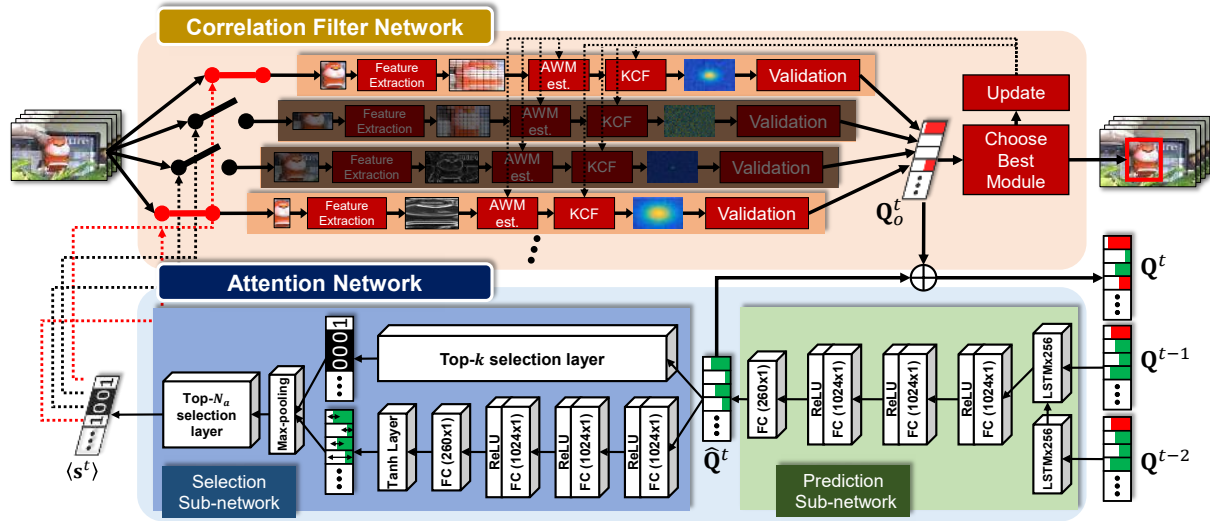 Correlation Filter Network
Feature
Extraction
AWM
est.
KCF
Validation
Feature
Extraction
AWM
est.
KCF
Validation
Feature
Extraction
AWM
est.
KCF
Validation
Feature
Extraction
AWM
est.
KCF
Validation
Update
Choose
Best
Module
Q_o^t
Attention Network
Top-k selection layer
0001
Max-pooling
Top-N_a
selection
layer
1001
⟨s^t⟩
Tanh Layer
FC (260x1)
ReLU
FC (1024x1)
ReLU
FC (1024x1)
ReLU
FC (1024x1)
Selection
Sub-network
Q̂^t
FC (260x1)
ReLU
FC (1024x1)
ReLU
FC (1024x1)
ReLU
FC (1024x1)
LSTMx256
LSTMx256
Prediction
Sub-network
Q^t
Q^{t-1}
Q^{t-2}